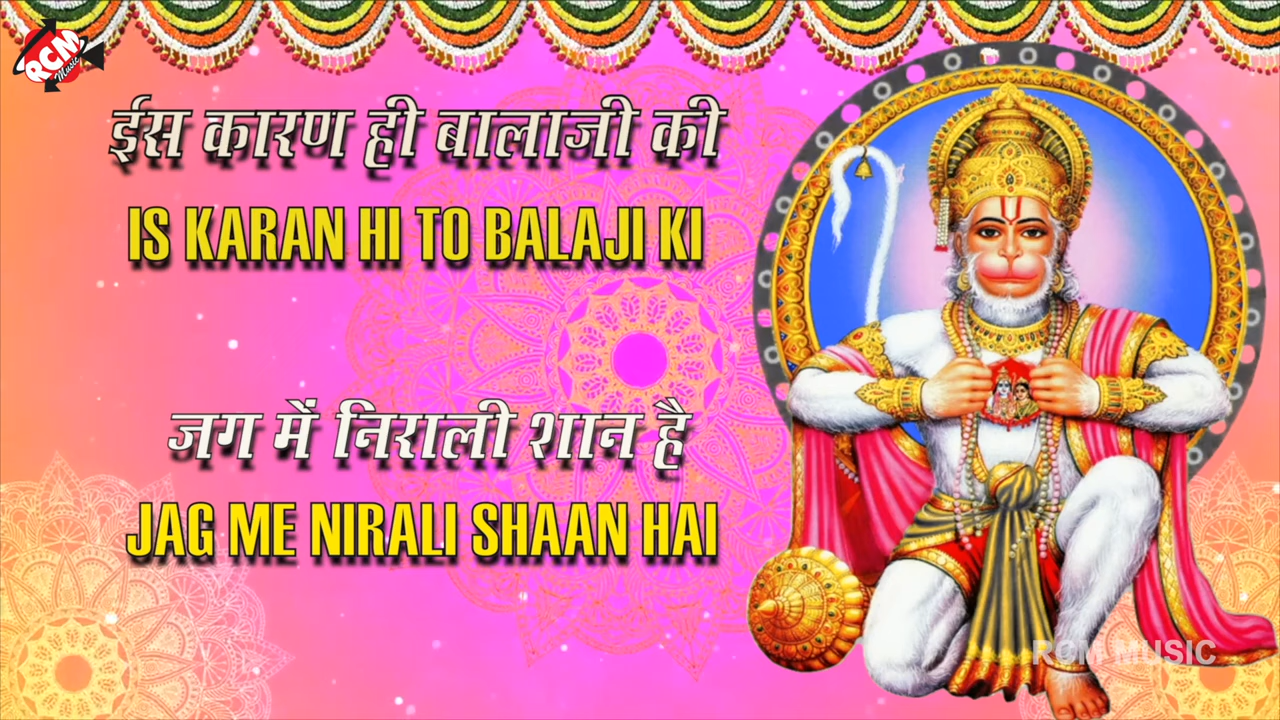 RCM Music
ईस कारण ही बालाजी की
IS KARAN HI TO BALAJI KI
जग में निराली शान है
JAG ME NIRALI SHAAN HAI
RCM MUSIC